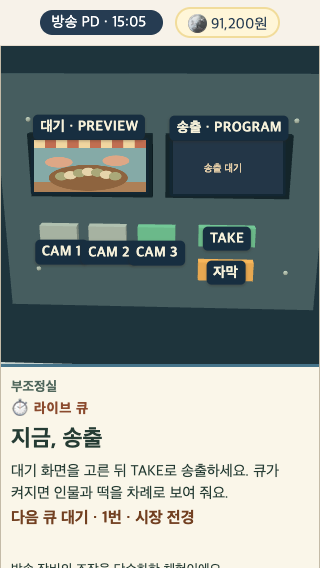 방송 PD · 15:05
91,200원
대기 · PREVIEW
송출 · PROGRAM
송출 대기
CAM 1
CAM 2
CAM 3
TAKE
자막
부조정실
라이브 큐
지금, 송출
대기 화면을 고른 뒤 TAKE로 송출하세요. 큐가
켜지면 인물과 떡을 차례로 보여 줘요.
다음 큐 대기 · 1번 · 시장 전경